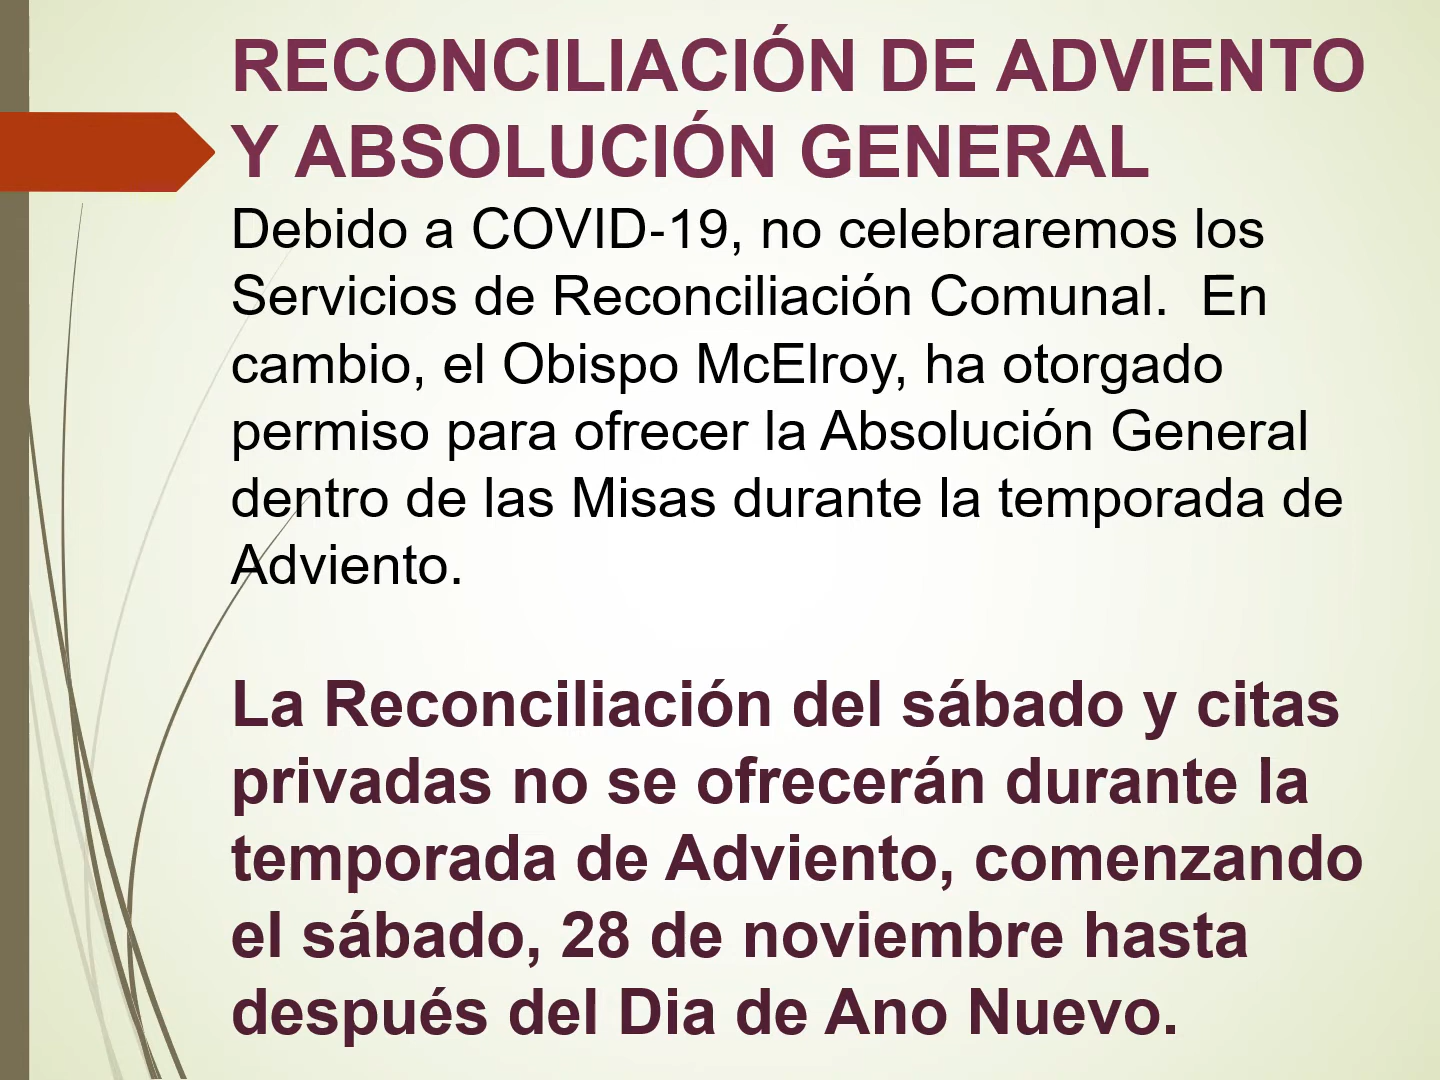 RECONCILIACIÓN DE ADVIENTO
Y ABSOLUCIÓN GENERAL
Debido a COVID-19, no celebraremos los
Servicios de Reconciliación Comunal.  En
cambio, el Obispo McElroy, ha otorgado
permiso para ofrecer la Absolución General
dentro de las Misas durante la temporada de
Adviento.
La Reconciliación del sábado y citas
privadas no se ofrecerán durante la
temporada de Adviento, comenzando
el sábado, 28 de noviembre hasta
después del Dia de Ano Nuevo.